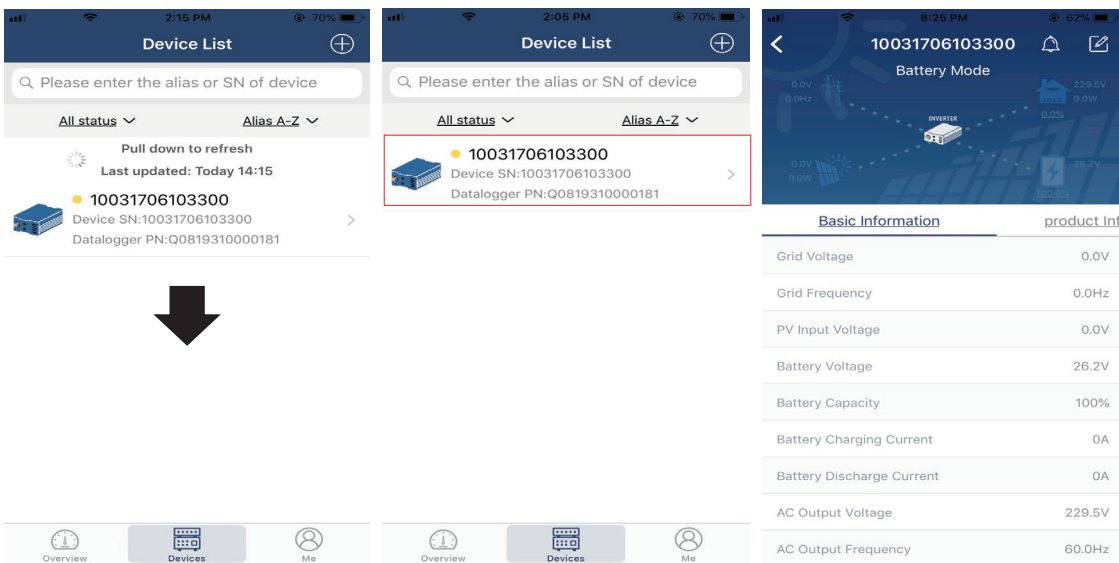 2:15 PM
70%
Device List
Please enter the alias or SN of device
All status
Alias A-Z
Pull down to refresh
Last updated: Today 14:15
10031706103300
Device SN:10031706103300
Datalogger PN:Q0819310000181
Overview
Devices
Me
2:05 PM
70%
Device List
Please enter the alias or SN of device
All status
Alias A-Z
10031706103300
Device SN:10031706103300
Datalogger PN:Q0819310000181
Overview
Devices
Me
8:25 PM
62%
10031706103300
Battery Mode
0.0V
0.0Hz
229.5V
LOAD
0.0W
0.0%
INVERTER
0.0V
0.0W
26.2V
100.0%
Basic Information
product Inf
Grid Voltage 0.0V
Grid Frequency 0.0Hz
PV Input Voltage 0.0V
Battery Voltage 26.2V
Battery Capacity 100%
Battery Charging Current 0A
Battery Discharge Current 0A
AC Output Voltage 229.5V
AC Output Frequency 60.0Hz